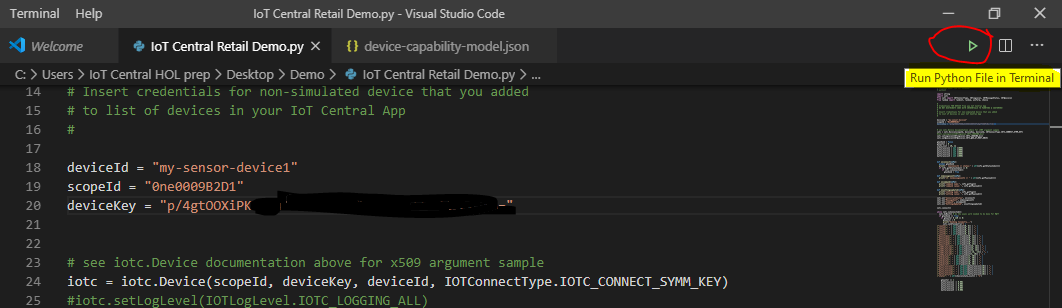 Terminal Help IoT Central Retail Demo.py - Visual Studio Code
Welcome IoT Central Retail Demo.py device-capability-model.json
C: > Users > IoT Central HOL prep > Desktop > Demo > IoT Central Retail Demo.py > ...
Run Python File in Terminal
14 # Insert credentials for non-simulated device that you added
15 # to list of devices in your IoT Central App
16 #
17
18 deviceId = "my-sensor-device1"
19 scopeId = "0ne0009B2D1"
20 deviceKey = "p/4gtOOXiPK ="
21
22
23 # see iotc.Device documentation above for x509 argument sample
24 iotc = iotc.Device(scopeId, deviceKey, deviceId, IOTConnectType.IOTC_CONNECT_SYMM_KEY)
25 #iotc.setLogLevel(IOTLogLevel.IOTC_LOGGING_ALL)